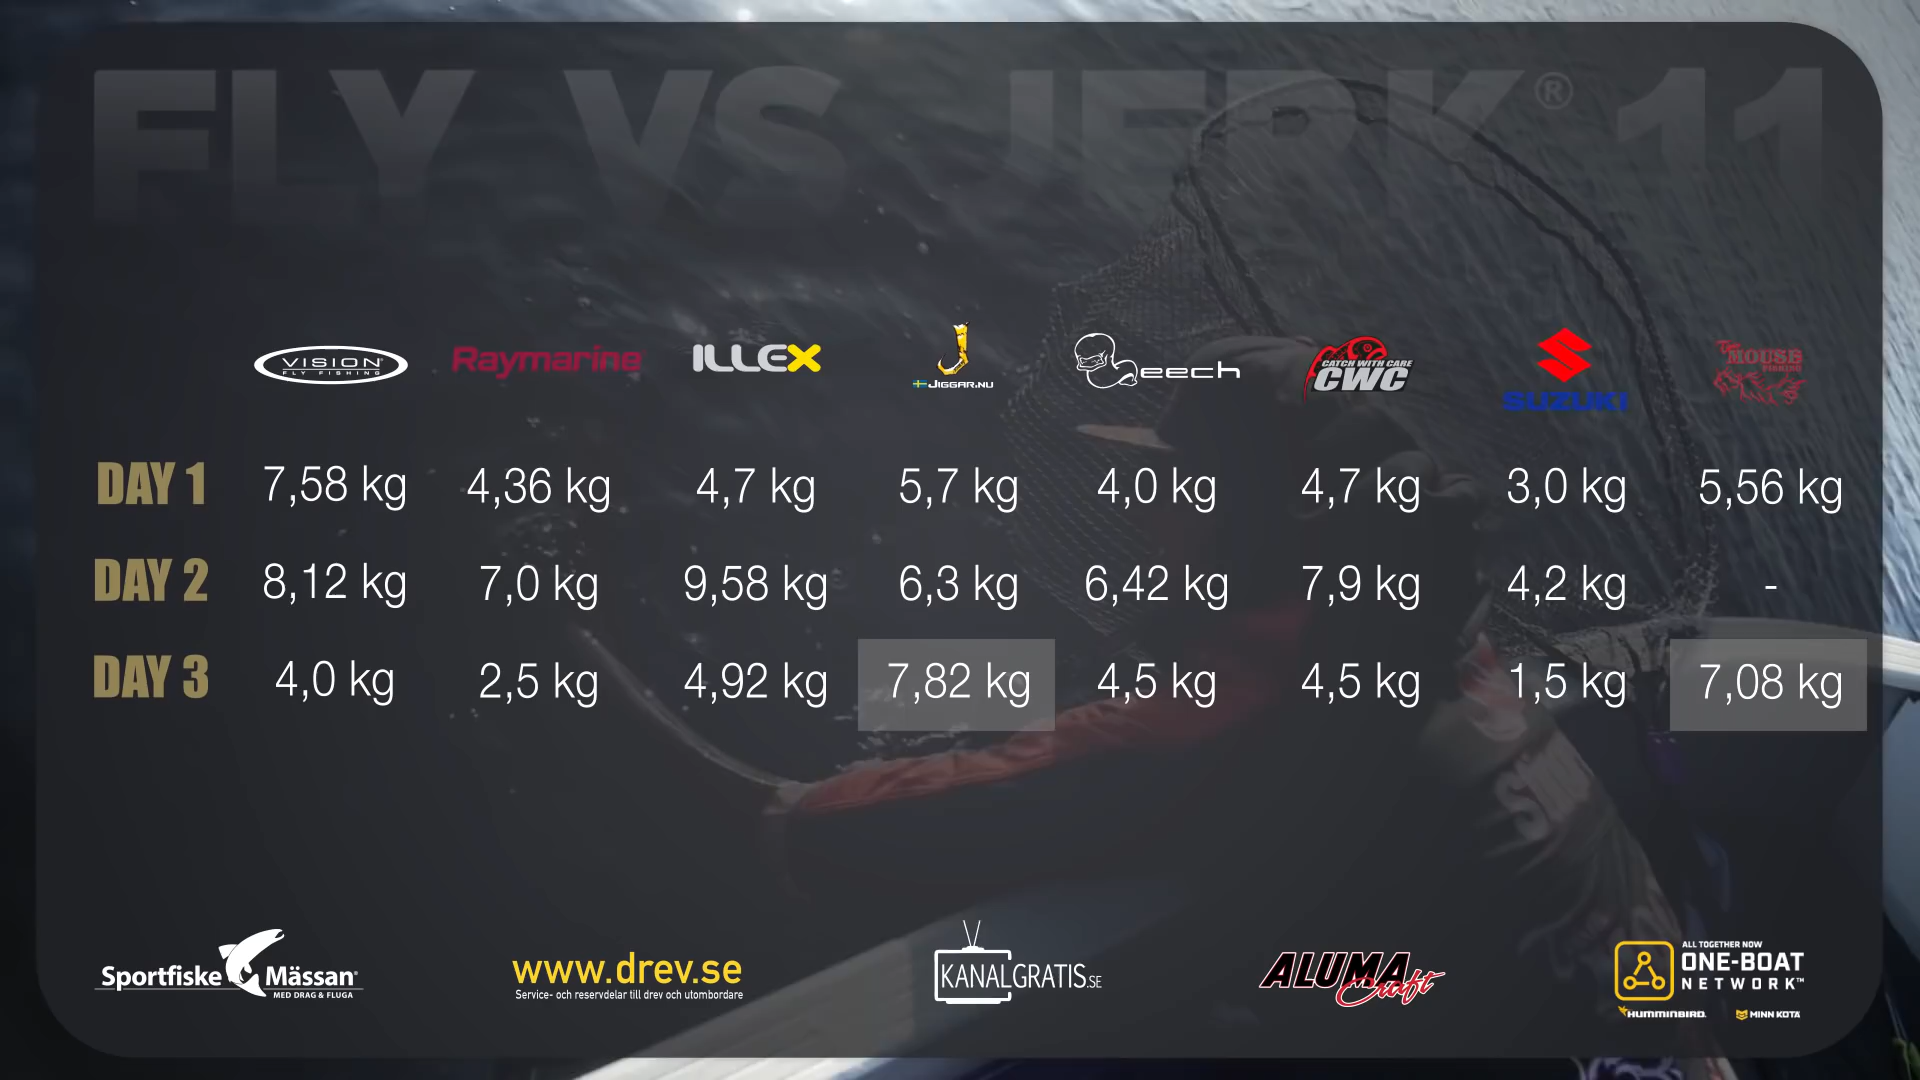 FLY VS JERK® 11
VISION®
FLY FISHING
Raymarine
ILLEX
JIGGAR.NU
eech
CATCH WITH CARE
CWC
SUZUKI
The MOUSE
FISHING
DAY 1 7,58 kg 4,36 kg 4,7 kg 5,7 kg 4,0 kg 4,7 kg 3,0 kg 5,56 kg
DAY 2 8,12 kg 7,0 kg 9,58 kg 6,3 kg 6,42 kg 7,9 kg 4,2 kg -
DAY 3 4,0 kg 2,5 kg 4,92 kg 7,82 kg 4,5 kg 4,5 kg 1,5 kg 7,08 kg
Sportfiske Mässan®
MED DRAG & FLUGA
www.drev.se
Service- och reservdelar till drev och utombordare
KANALGRATIS.SE
ALUMA
Craft
ALL TOGETHER NOW
ONE-BOAT
NETWORK™
HUMMINBIRD. MINN KOTA